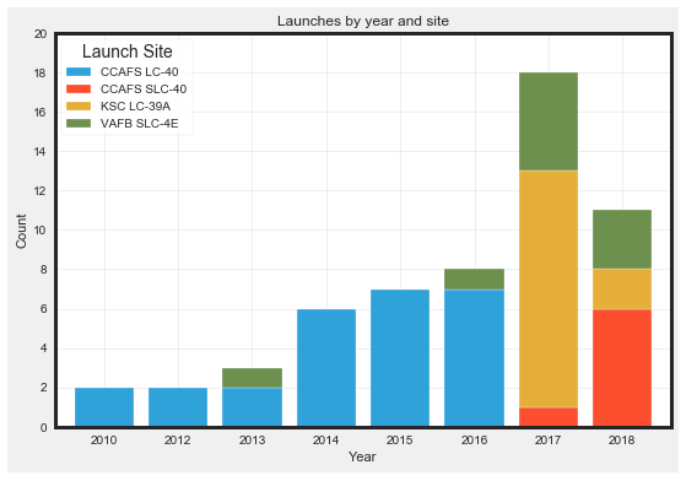 Launches by year and site
Launch Site
CCAFS LC-40
CCAFS SLC-40
KSC LC-39A
VAFB SLC-4E
20
18
16
14
12
10
8
6
4
2
0
Count
2010 2012 2013 2014 2015 2016 2017 2018
Year